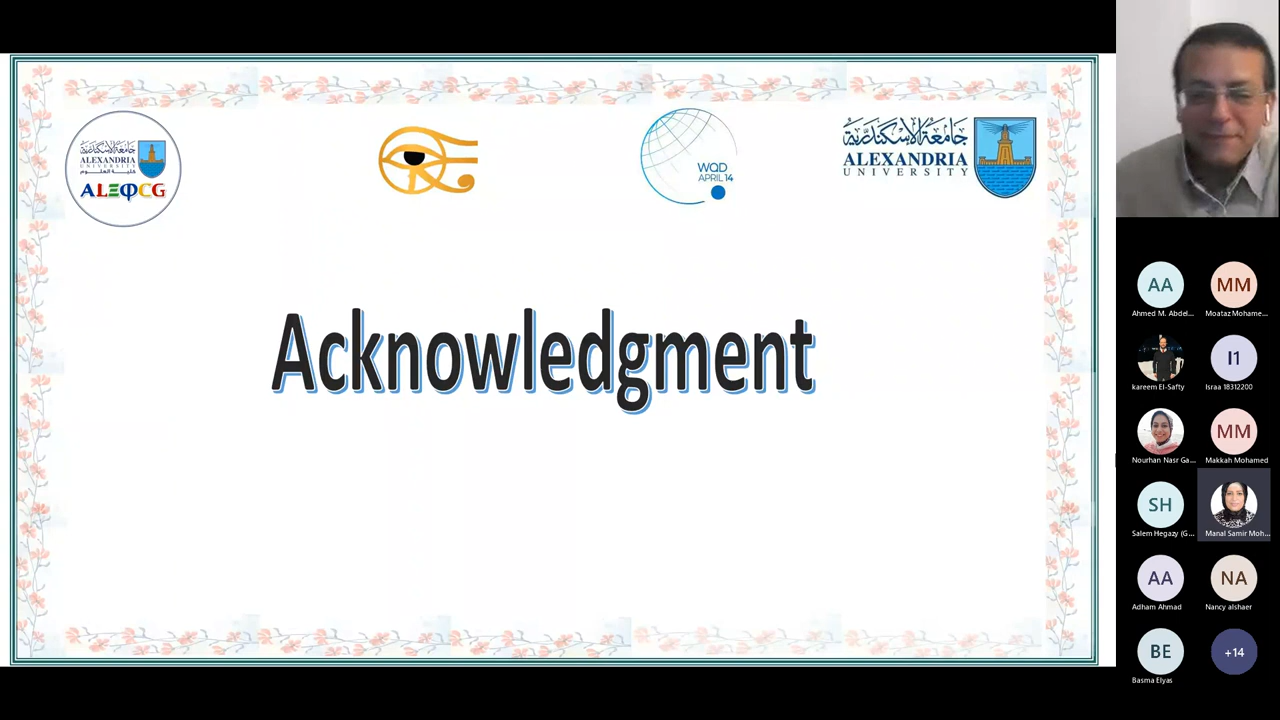 جامعة الإسكندرية
ALEXANDRIA
UNIVERSITY
كلية العلوم
ALEΦCG
WQD
APRIL 14
جامعة الإسكندرية
ALEXANDRIA
UNIVERSITY
Acknowledgment
AA
Ahmed M. Abdel...
MM
Moataz Mohame...
kareem El-Safty
I1
Israa 18312200
Nourhan Nasr Ga...
MM
Makkah Mohamed
SH
Salem Hegazy (G...
Manal Samir Moh...
AA
Adham Ahmad
NA
Nancy alshaer
BE
Basma Elyas
+14